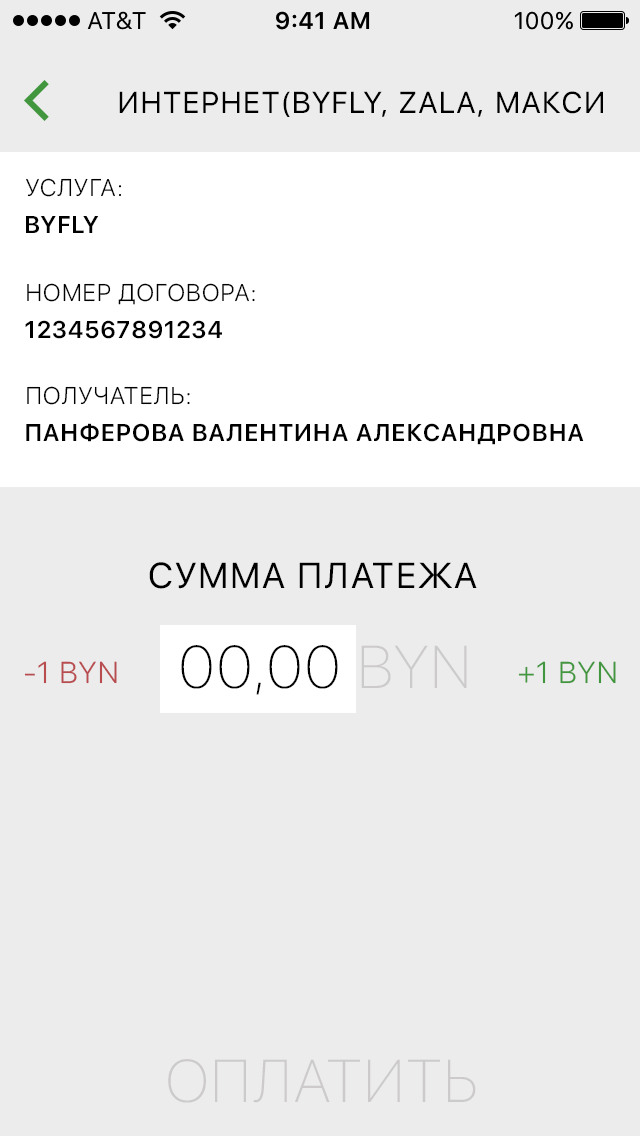 AT&T 9:41 AM 100%
ИНТЕРНЕТ(BYFLY, ZALA, МАКСИ
УСЛУГА:
BYFLY
НОМЕР ДОГОВОРА:
1234567891234
ПОЛУЧАТЕЛЬ:
ПАНФЕРОВА ВАЛЕНТИНА АЛЕКСАНДРОВНА
СУММА ПЛАТЕЖА
-1 BYN 00,00 BYN +1 BYN
ОПЛАТИТЬ